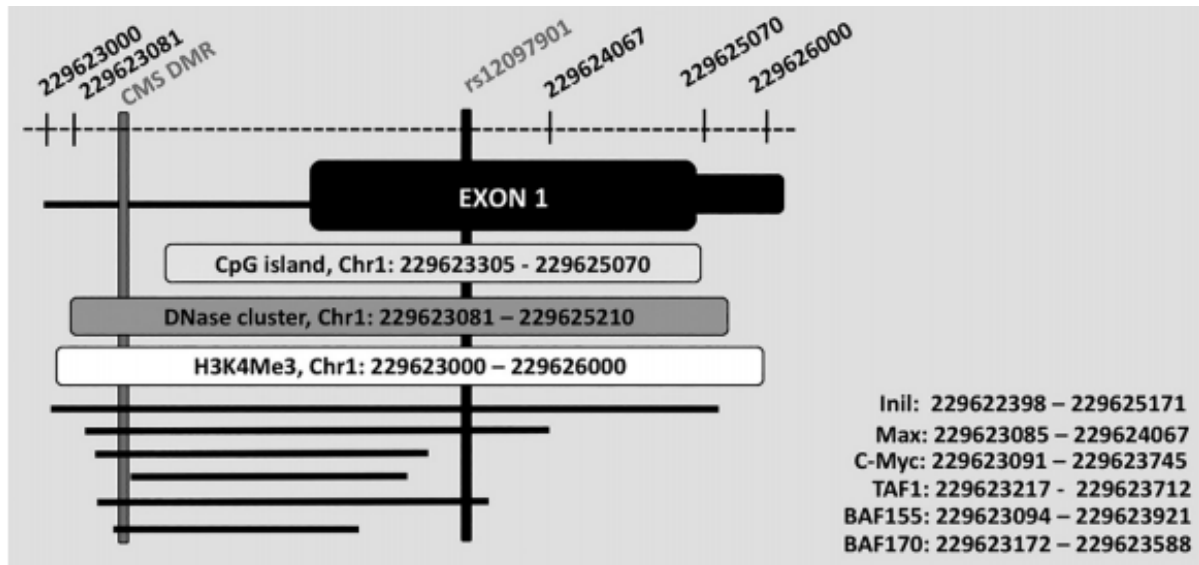 229623000
229623081
CMS DMR
rs12097901
229624067
229625070
229626000
EXON 1
CpG island, Chr1: 229623305 - 229625070
DNase cluster, Chr1: 229623081 – 229625210
H3K4Me3, Chr1: 229623000 – 229626000
Inil: 229622398 – 229625171
Max: 229623085 – 229624067
C-Myc: 229623091 – 229623745
TAF1: 229623217 - 229623712
BAF155: 229623094 – 229623921
BAF170: 229623172 – 229623588